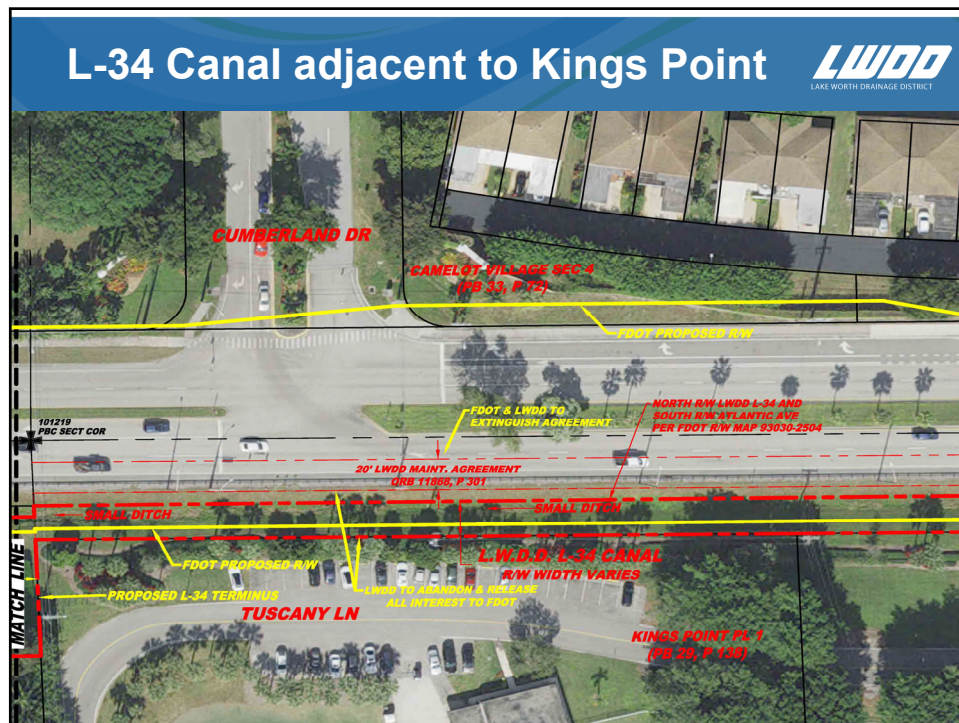 L-34 Canal adjacent to Kings Point
LWDD
LAKE WORTH DRAINAGE DISTRICT
CUMBERLAND DR
CAMELOT VILLAGE SEC 4
(PB 33, P 72)
FDOT PROPOSED R/W
101219
PBC SECT COR
FDOT & LWDD TO
EXTINGUISH AGREEMENT
NORTH R/W LWDD L-34 AND
SOUTH R/W ATLANTIC AVE
PER FDOT R/W MAP 93030-2504
20' LWDD MAINT. AGREEMENT
ORB 11868, P 301
SMALL DITCH
SMALL DITCH
L.W.D.D. L-34 CANAL
R/W WIDTH VARIES
FDOT PROPOSED R/W
LWDD TO ABANDON & RELEASE
ALL INTEREST TO FDOT
PROPOSED L-34 TERMINUS
TUSCANY LN
MATCH LINE
KINGS POINT PL 1
(PB 29, P 138)